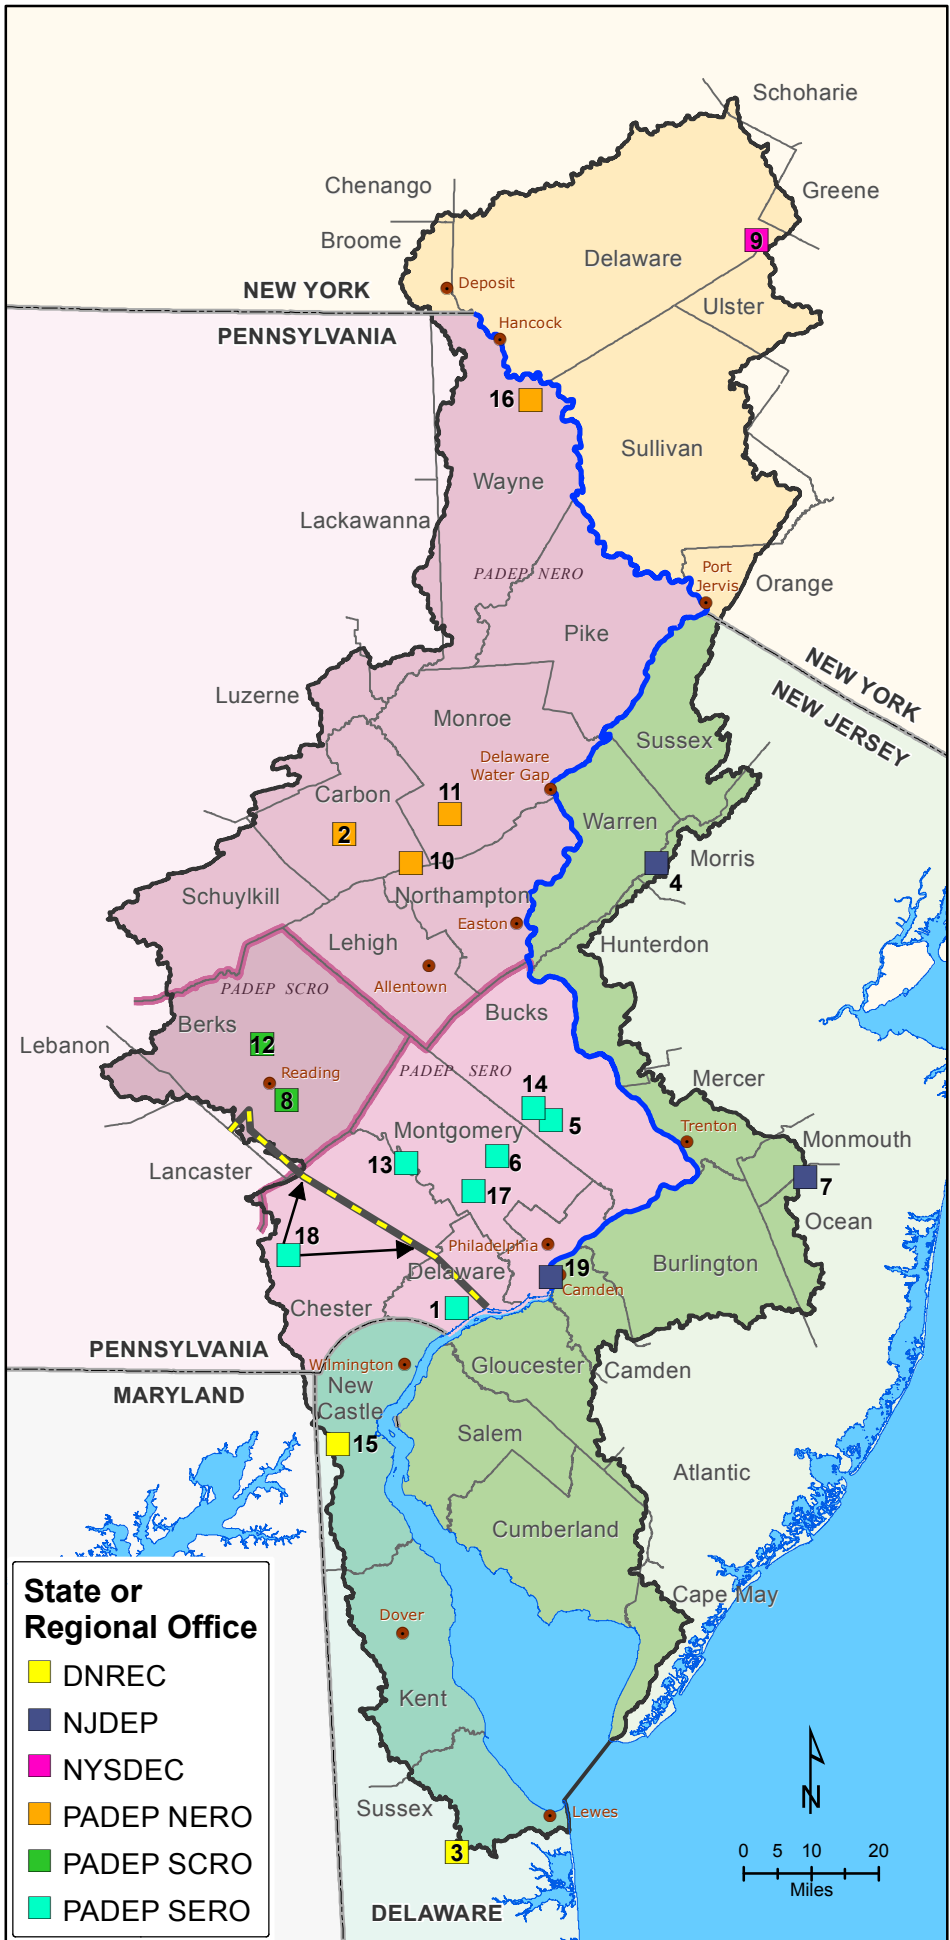 Schoharie
Chenango
Greene
Broome
9
Delaware
Deposit
NEW YORK
Ulster
Hancock
PENNSYLVANIA
16
Sullivan
Wayne
Lackawanna
PADEP NERO
Port
Jervis
Orange
Pike
NEW YORK
NEW JERSEY
Luzerne
Monroe
Sussex
Delaware
Water Gap
11
Carbon
Warren
2
10
Morris
4
Schuylkill
Northampton
Easton
Lehigh
Hunterdon
Allentown
PADEP SCRO
Bucks
Berks
Lebanon
12
Reading
PADEP SERO
Mercer
14
8
5
Montgomery
Trenton
Monmouth
Lancaster
13
6
7
17
Ocean
18
Philadelphia
Burlington
Delaware
19
Camden
Chester
1
PENNSYLVANIA
Wilmington
Gloucester
Camden
MARYLAND
New
Castle
15
Salem
Atlantic
Cumberland
Cape May
Dover
Kent
Sussex
Lewes
3
DELAWARE
State or
Regional Office
DNREC
NJDEP
NYSDEC
PADEP NERO
PADEP SCRO
PADEP SERO
N
0 5 10 20
Miles